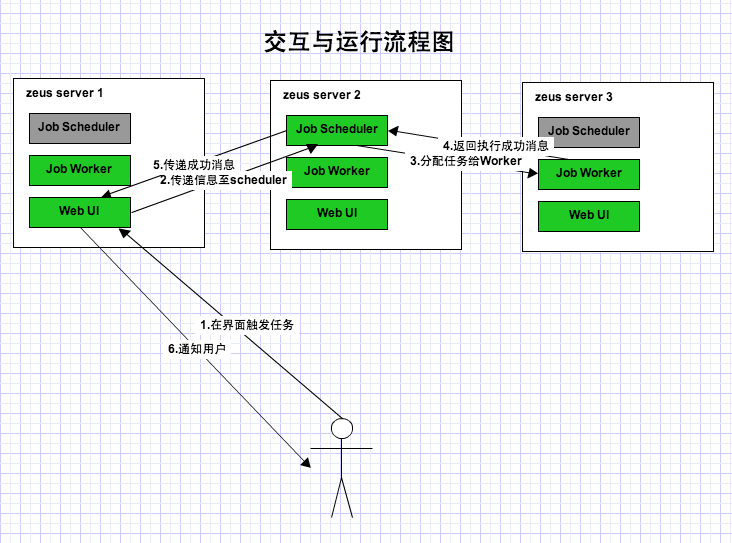 交互与运行流程图
zeus server 1
Job Scheduler
Job Worker
Web UI
zeus server 2
Job Scheduler
Job Worker
Web UI
zeus server 3
Job Scheduler
Job Worker
Web UI
5.传递成功消息
2.传递信息至scheduler
4.返回执行成功消息
3.分配任务给Worker
1.在界面触发任务
6.通知用户